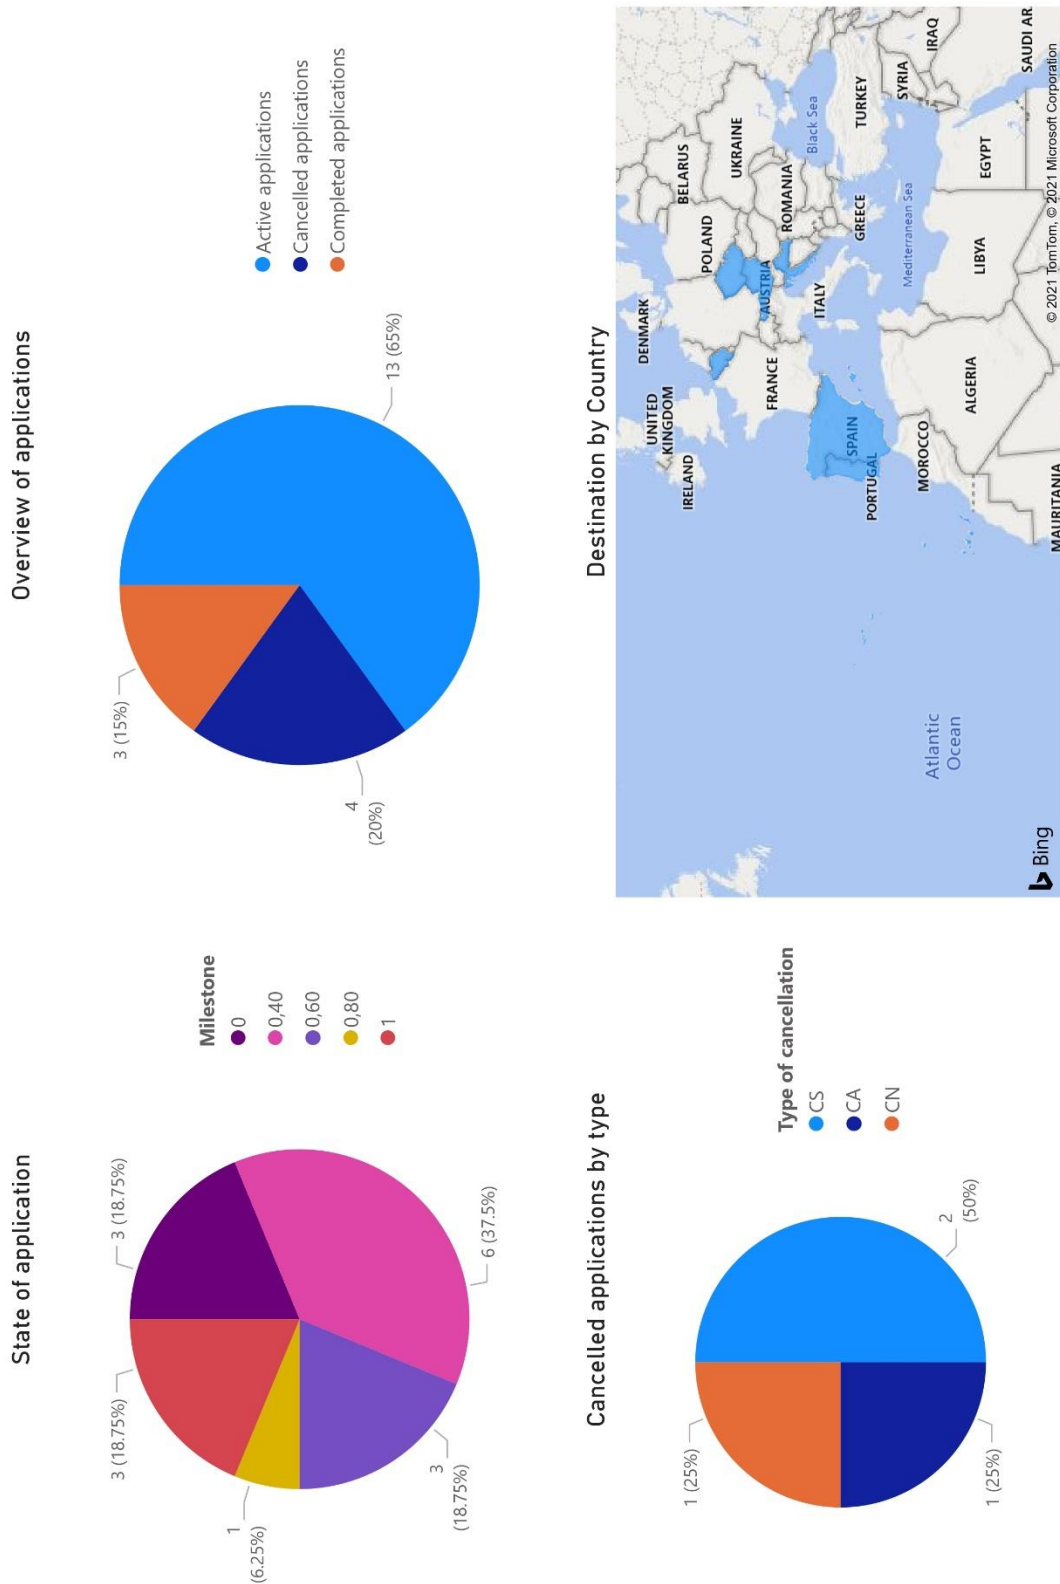 State of application
3 (18.75%)
3 (18.75%)
1
(6.25%)
3
(18.75%)
6 (37.5%)
Milestone
0
0,40
0,60
0,80
1
Overview of applications
3 (15%)
4
(20%)
13 (65%)
Active applications
Cancelled applications
Completed applications
Cancelled applications by type
1 (25%)
1 (25%)
2
(50%)
Type of cancellation
CS
CA
CN
Destination by Country
UNITED
KINGDOM
IRELAND
DENMARK
BELARUS
POLAND
UKRAINE
FRANCE
AUSTRIA
ROMANIA
Black Sea
ITALY
SPAIN
PORTUGAL
GREECE
TURKEY
Mediterranean Sea
SYRIA
IRAQ
MOROCCO
ALGERIA
LIBYA
EGYPT
SAUDI AR
MAURITANIA
Atlantic
Ocean
Bing
© 2021 TomTom, © 2021 Microsoft Corporation